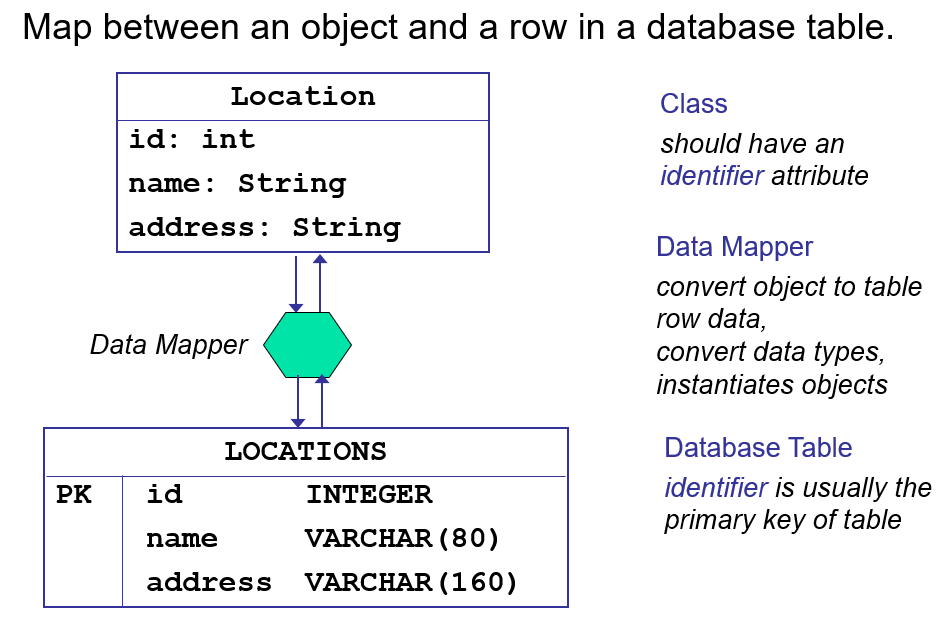 Map between an object and a row in a database table.
Location
id: int
name: String
address: String
Class
should have an
identifier attribute
Data Mapper
Data Mapper
convert object to table
row data,
convert data types,
instantiates objects
LOCATIONS
PK id INTEGER
name VARCHAR(80)
address VARCHAR(160)
Database Table
identifier is usually the
primary key of table